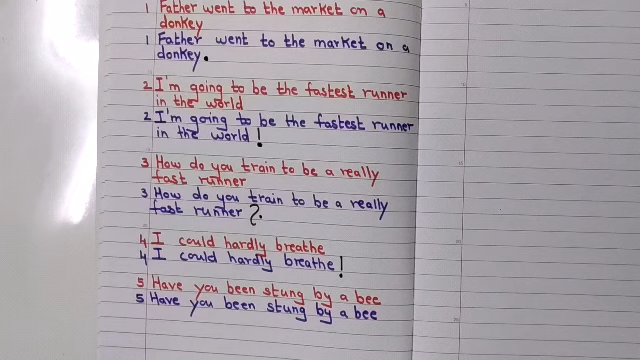 1 Father went to the market on a
donkey
1 Father went to the market on a
donkey.
2 I'm going to be the fastest runner
in the world
2 I'm going to be the fastest runner
in the world!
3 How do you train to be a really
fast runner
3 How do you train to be a really
fast runner?
4 I could hardly breathe
4 I could hardly breathe!
5 Have you been stung by a bee
5 Have you been stung by a bee